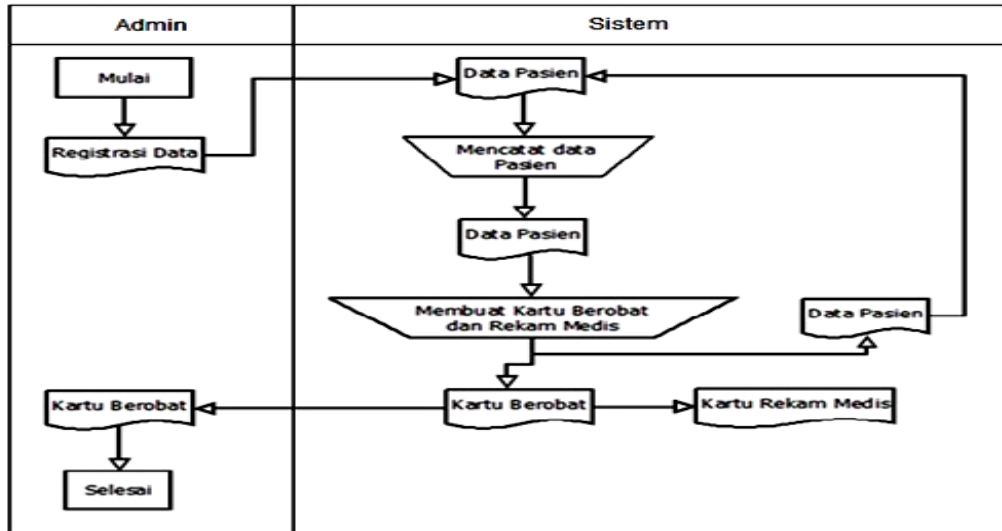 Admin
Sistem
Mulai
Data Pasien
Registrasi Data
Mencatat data
Pasien
Data Pasien
Membuat Kartu Berobat
dan Rekam Medis
Data Pasien
Kartu Berobat
Kartu Berobat
Kartu Rekam Medis
Selesai